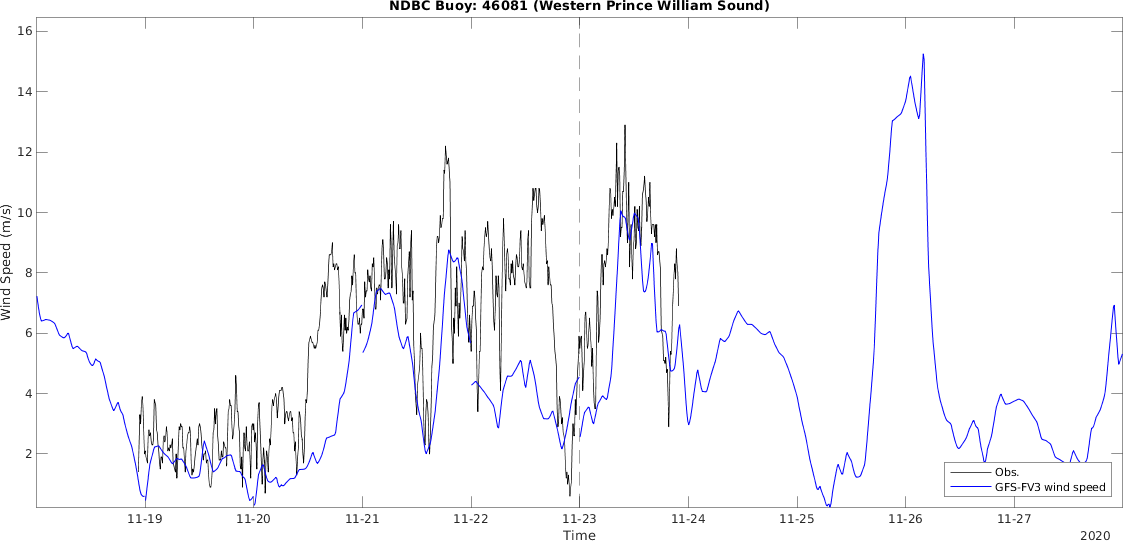 NDBC Buoy: 46081 (Western Prince William Sound)
16
14
12
10
8
6
4
2
Wind Speed (m/s)
11-19 11-20 11-21 11-22 11-23 11-24 11-25 11-26 11-27
Time
2020
Obs.
GFS-FV3 wind speed